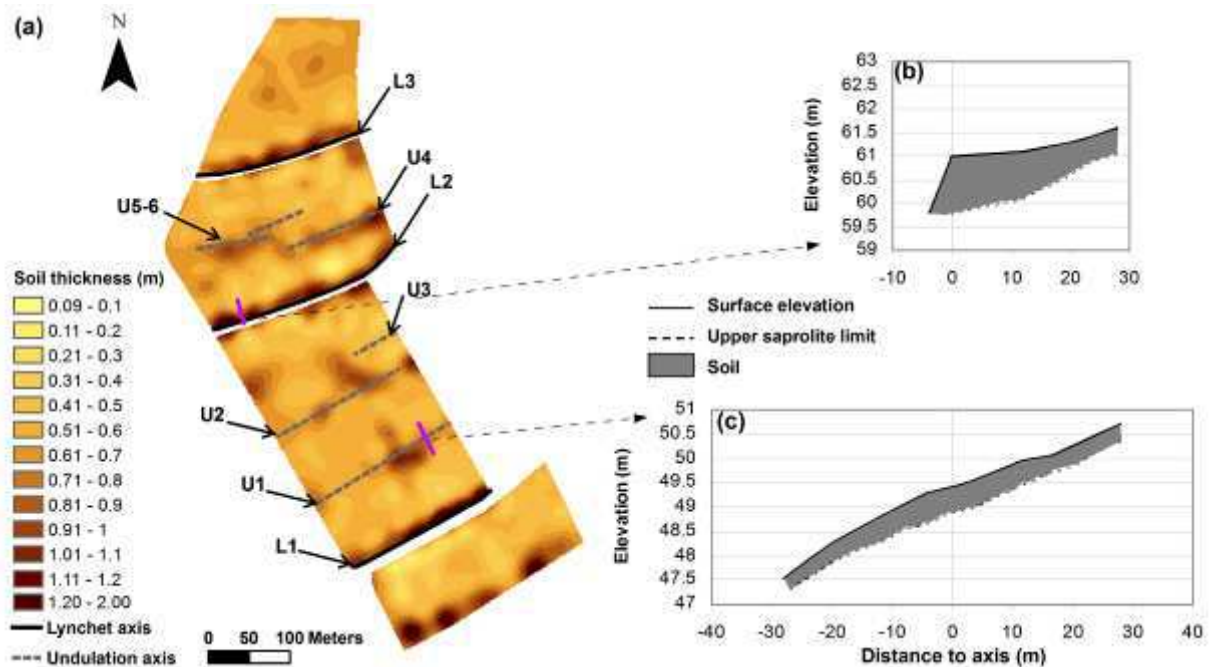 (a)
N
L3
U4
L2
U5-6
U3
U2
U1
L1
Soil thickness (m)
0.09 - 0.1
0.11 - 0.2
0.21 - 0.3
0.31 - 0.4
0.41 - 0.5
0.51 - 0.6
0.61 - 0.7
0.71 - 0.8
0.81 - 0.9
0.91 - 1
1.01 - 1.1
1.11 - 1.2
1.20 - 2.00
Lynchet axis
Undulation axis
0 50 100 Meters
(b)
Elevation (m)
63
62.5
62
61.5
61
60.5
60
59.5
59
-10 0 10 20 30
Surface elevation
Upper saprolite limit
Soil
(c)
Elevation (m)
51
50.5
50
49.5
49
48.5
48
47.5
47
-40 -30 -20 -10 0 10 20 30 40
Distance to axis (m)